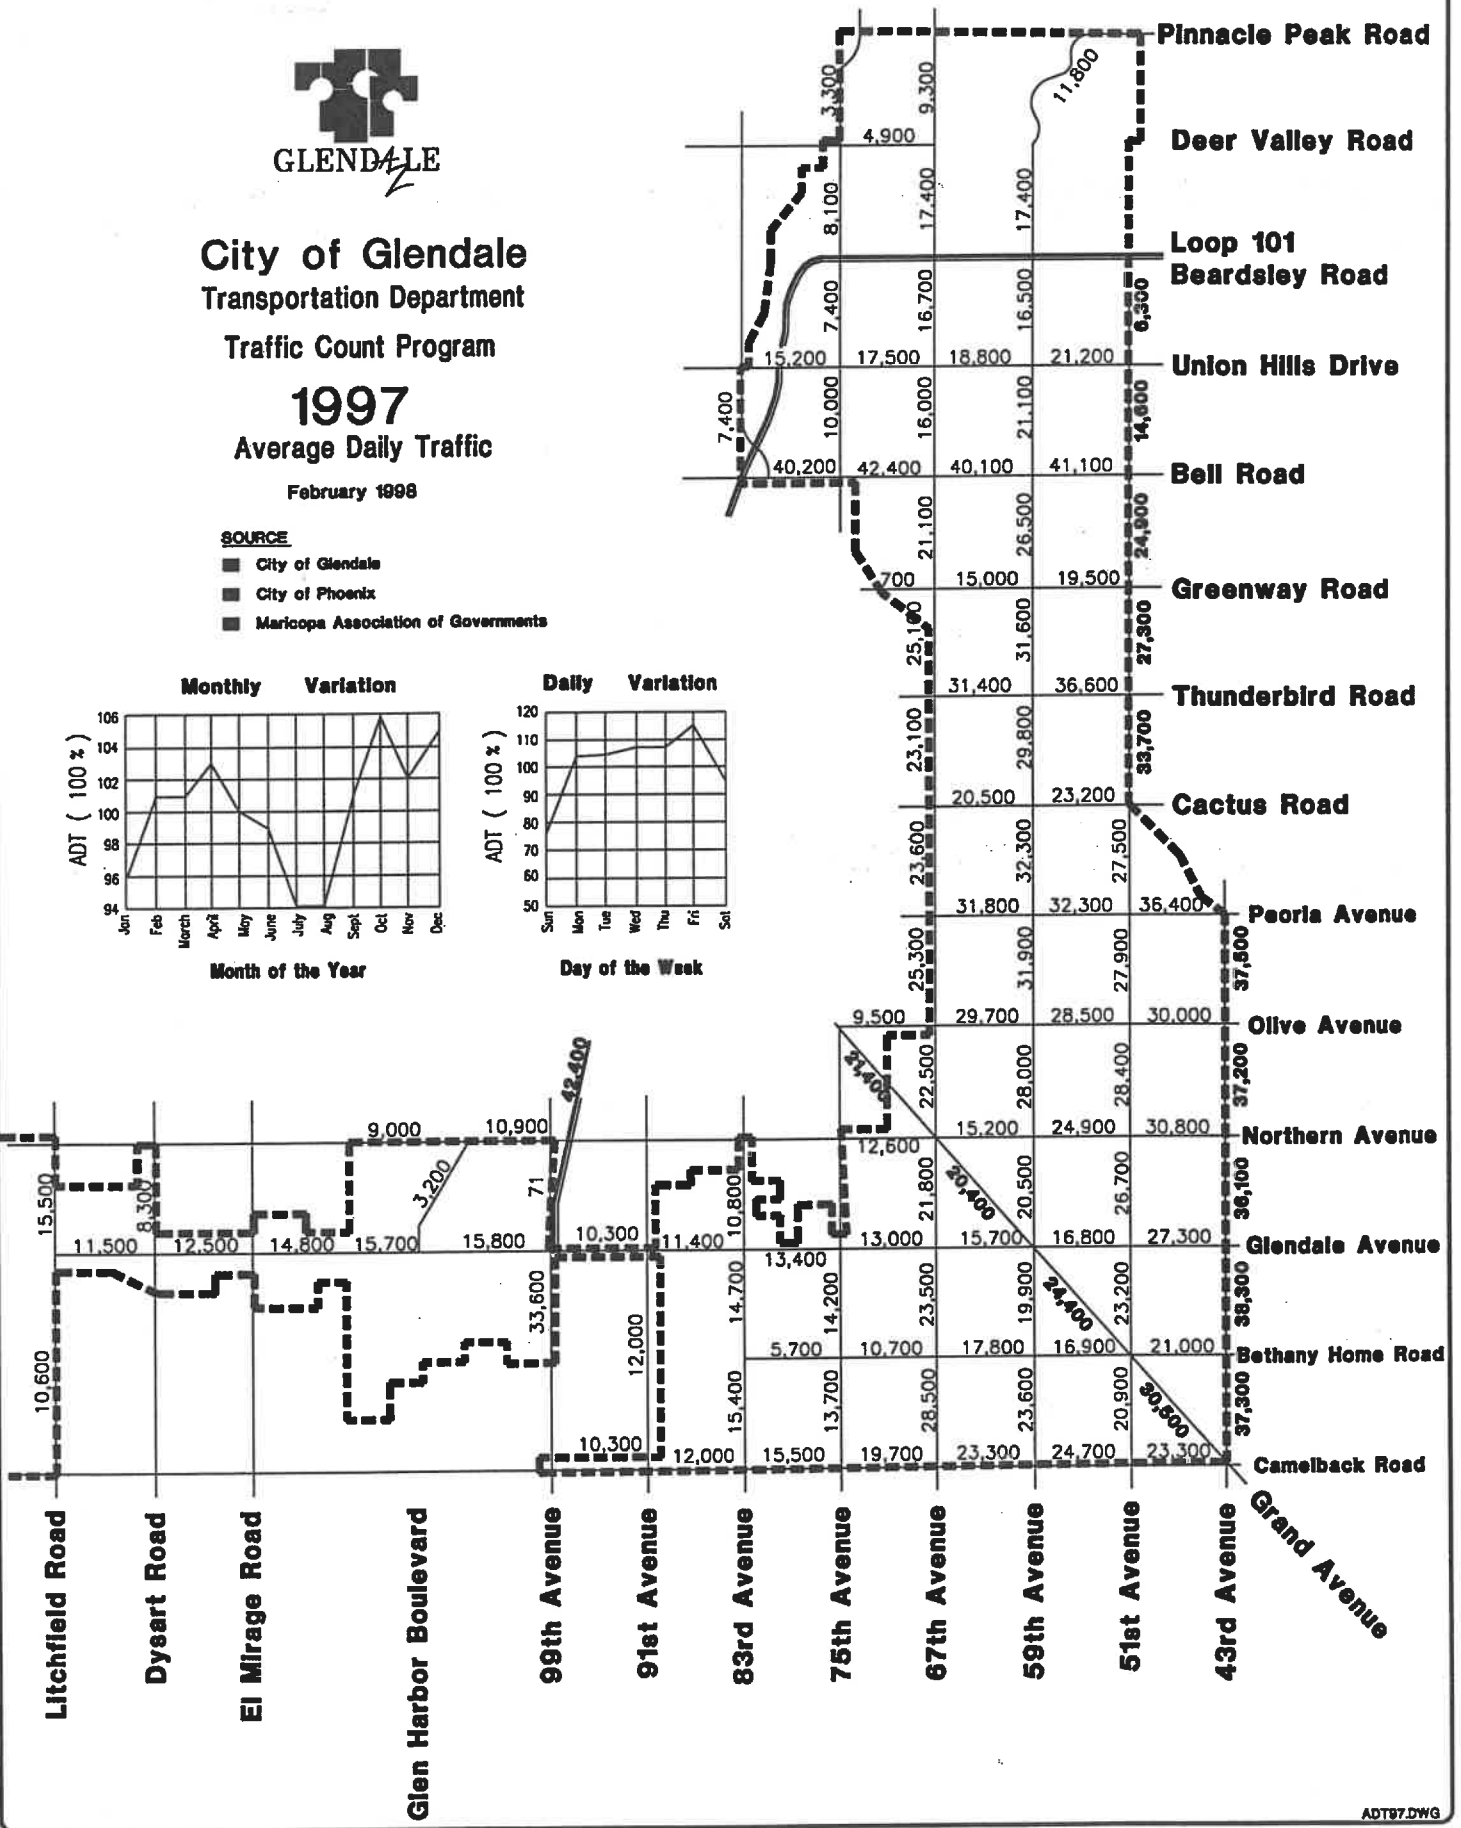 GLENDALE
City of Glendale
Transportation Department
Traffic Count Program
1997
Average Daily Traffic
February 1998
SOURCE
City of Glendale
City of Phoenix
Maricopa Association of Governments
Monthly Variation
ADT ( 100 % )
106
104
102
100
98
96
94
Jan Feb March April May June July Aug Sept Oct Nov Dec
Month of the Year
Daily Variation
ADT ( 100 % )
120
110
100
90
80
70
60
50
Sun Mon Tue Wed Thu Fri Sat
Day of the Week
Pinnacle Peak Road
3,300 9,300 11,800
4,900 Deer Valley Road
8,100 17,400 17,400
Loop 101
Beardsley Road
7,400 16,700 16,500 6,300
15,200 17,500 18,800 21,200 Union Hills Drive
7,400 10,000 16,000 21,100 14,600
40,200 42,400 40,100 41,100 Bell Road
21,100 26,500 24,900
700 15,000 19,500 Greenway Road
25,100 31,600 27,300
31,400 36,600 Thunderbird Road
23,100 29,800 33,700
20,500 23,200 Cactus Road
23,600 32,300 27,500
31,800 32,300 36,400 Peoria Avenue
25,300 31,900 27,900 37,500
9,500 29,700 28,500 30,000 Olive Avenue
42,400 21,400 22,500 28,000 28,400 37,200
9,000 10,900 12,600 15,200 24,900 30,800 Northern Avenue
15,500 8,300 3,200 71 10,800 21,800 20,400 20,500 26,700 36,100
11,500 12,500 14,800 15,700 15,800 10,300 11,400 13,400 13,000 15,700 16,800 27,300 Glendale Avenue
33,600 14,700 14,200 23,500 19,900 24,400 23,200 38,300
5,700 10,700 17,800 16,900 21,000 Bethany Home Road
10,600 12,000 15,400 13,700 28,500 23,600 20,900 30,500 37,300
10,300 12,000 15,500 19,700 23,300 24,700 23,300 Camelback Road
Litchfield Road
Dysart Road
El Mirage Road
Glen Harbor Boulevard
99th Avenue
91st Avenue
83rd Avenue
75th Avenue
67th Avenue
59th Avenue
51st Avenue
43rd Avenue
Grand Avenue
ADT97.DWG